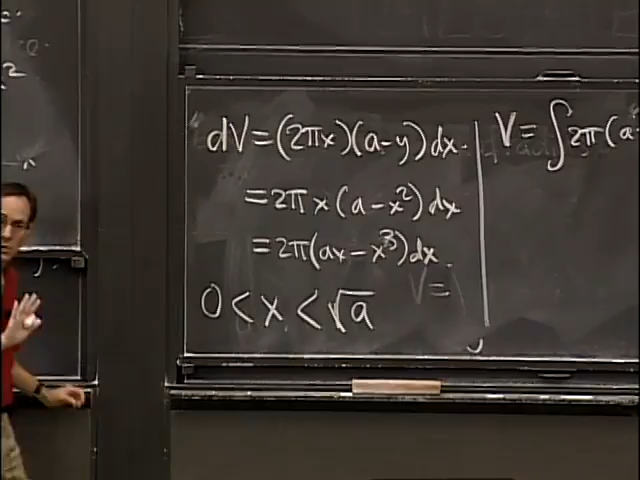 dV = (2πx)(a-y)dx
= 2πx(a-x²)dx
= 2π(ax-x³)dx
0 < x < √a
V =
V = ∫ 2π(a